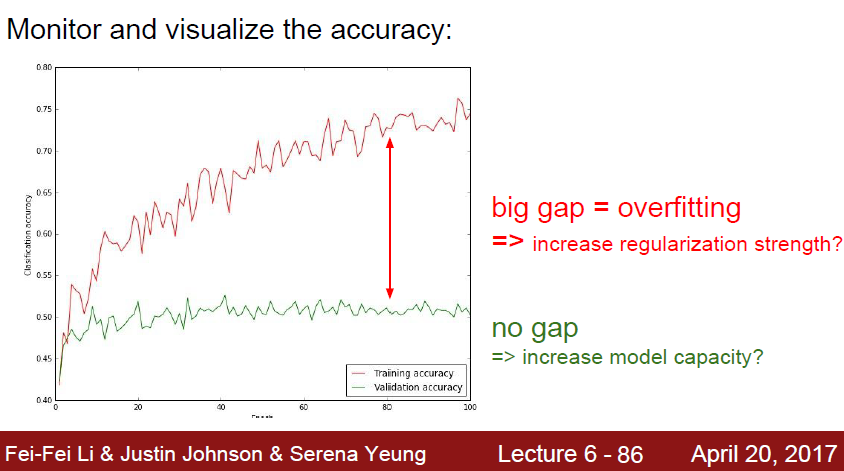 Monitor and visualize the accuracy:
0.80
0.75
0.70
0.65
0.60
0.55
0.50
0.45
0.40
Clasification accuracy
0
20
40
60
80
100
Training accuracy
Valiidation accuracy
big gap = overfitting
=> increase regularization strength?
no gap
=> increase model capacity?
Fei-Fei Li & Justin Johnson & Serena Yeung
Lecture 6 - 86
April 20, 2017